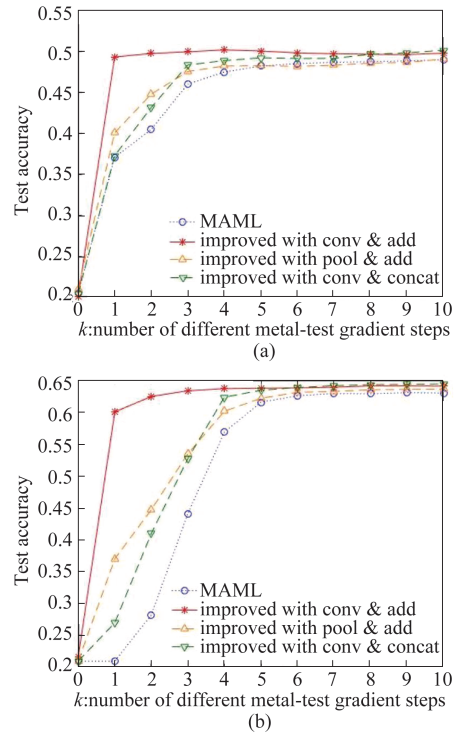 0.55
0.5
0.45
0.4
0.35
0.3
0.25
0.2
Test accuracy
MAML
improved with conv & add
improved with pool & add
improved with conv & concat
0 1 2 3 4 5 6 7 8 9 10
k:number of different metal-test gradient steps
(a)
0.65
0.6
0.55
0.5
0.45
0.4
0.35
0.3
0.25
0.2
Test accuracy
MAML
improved with conv & add
improved with pool & add
improved with conv & concat
0 1 2 3 4 5 6 7 8 9 10
k:number of different metal-test gradient steps
(b)